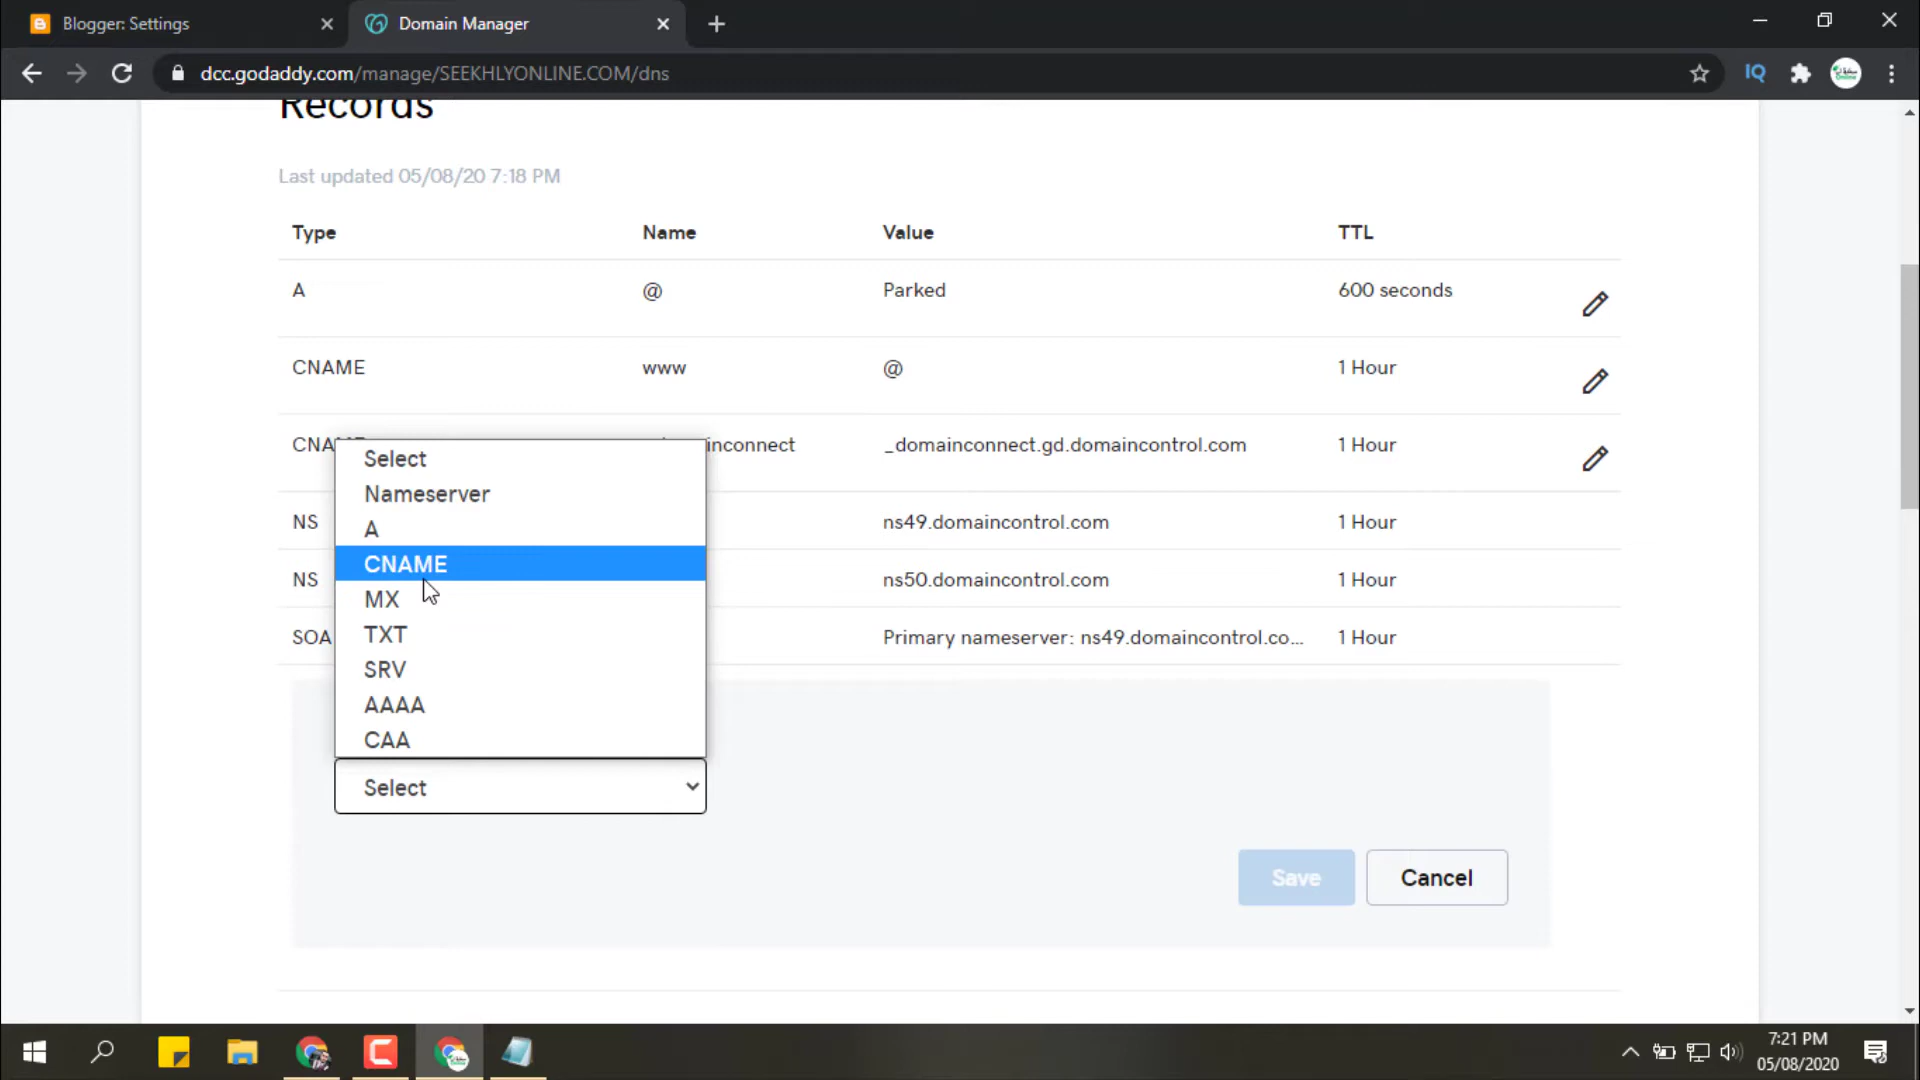 Blogger: Settings
Domain Manager
dcc.godaddy.com/manage/SEEKHLYONLINE.COM/dns
IQ
Records
Last updated 05/08/20 7:18 PM
Type Name Value TTL
A @ Parked 600 seconds
CNAME www @ 1 Hour
inconnect _domainconnect.gd.domaincontrol.com 1 Hour
NS ns49.domaincontrol.com 1 Hour
NS ns50.domaincontrol.com 1 Hour
SOA Primary nameserver: ns49.domaincontrol.co... 1 Hour
Select
Nameserver
A
CNAME
MX
TXT
SRV
AAAA
CAA
Select
Save Cancel
7:21 PM
05/08/2020